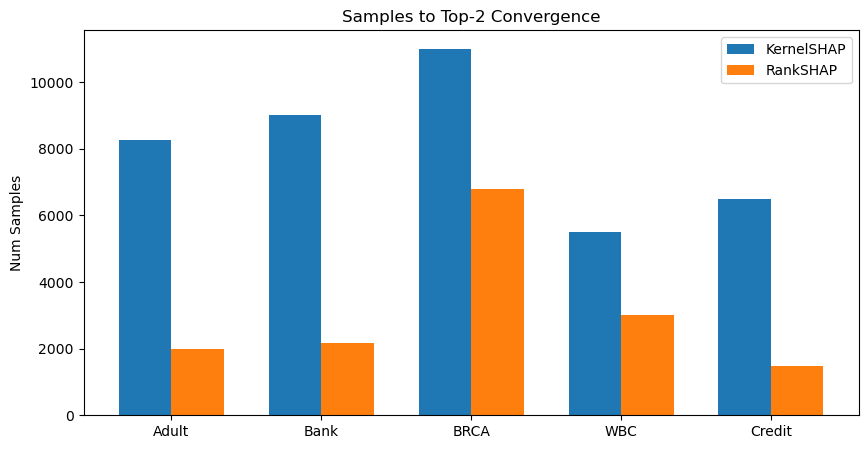 Samples to Top-2 Convergence
KernelSHAP
RankSHAP
Num Samples
10000
8000
6000
4000
2000
0
Adult
Bank
BRCA
WBC
Credit